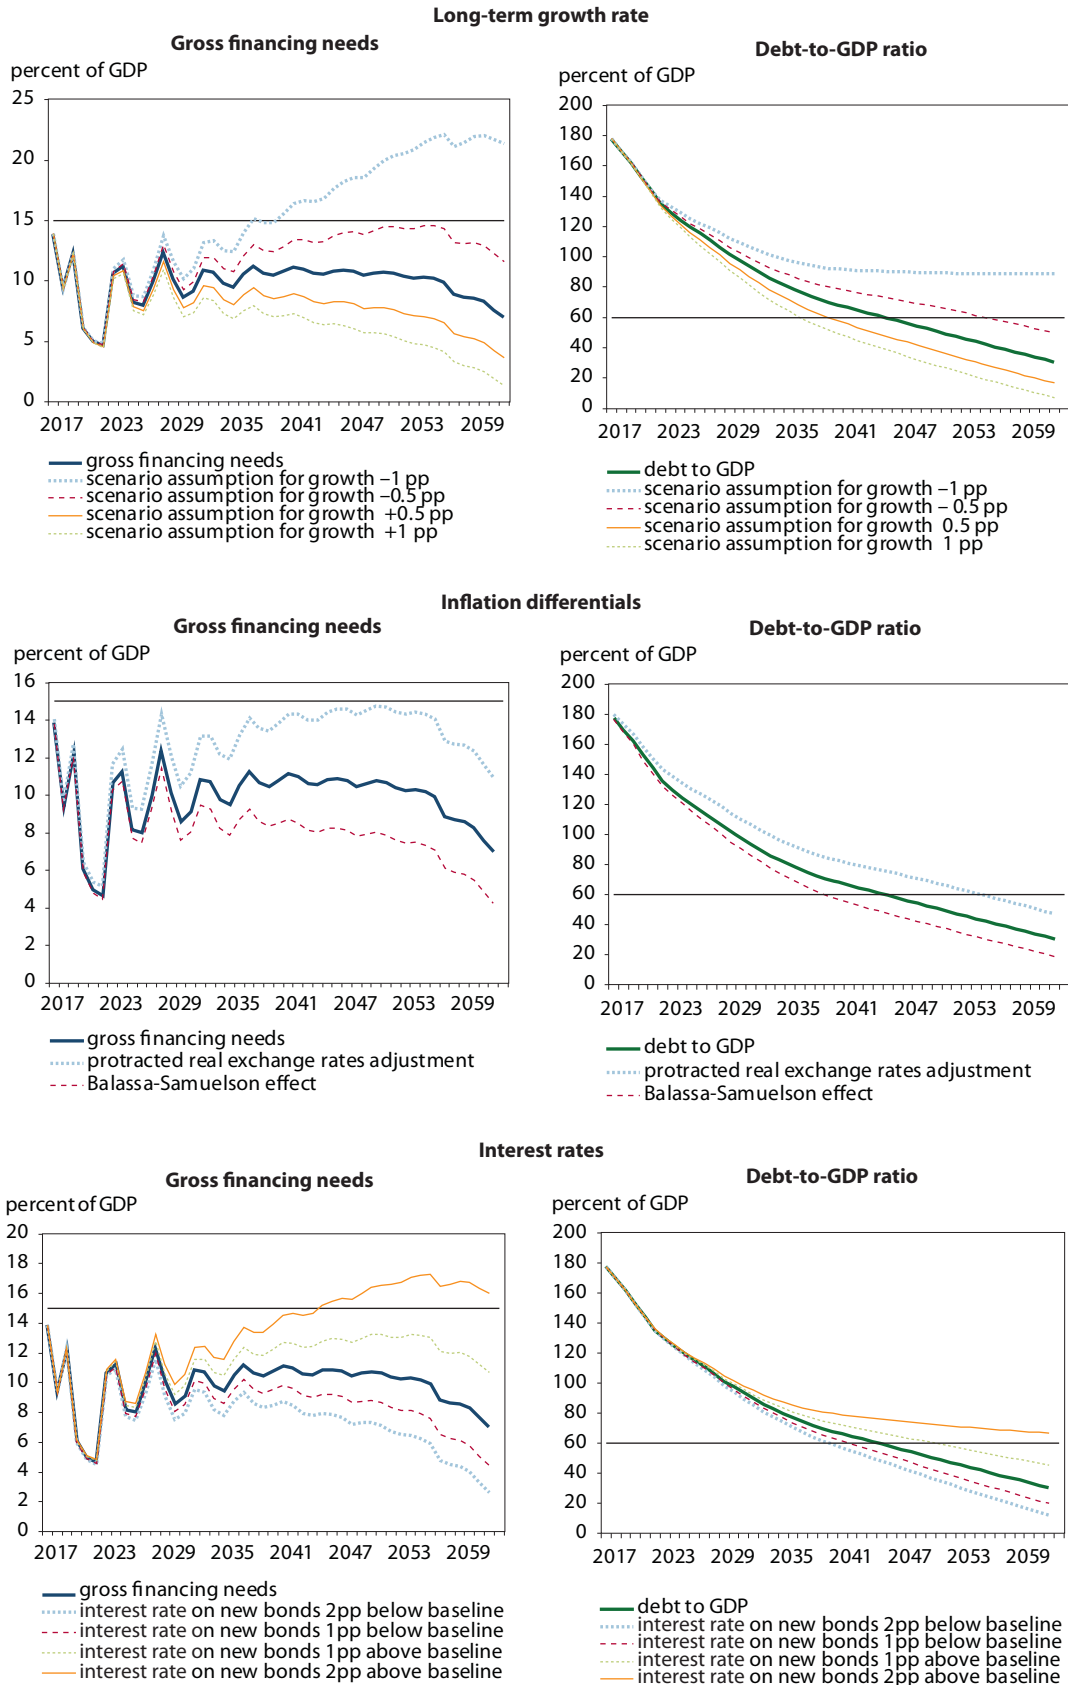 Long-term growth rate
Gross financing needs
percent of GDP
25
20
15
10
5
0
2017 2023 2029 2035 2041 2047 2053 2059
gross financing needs
scenario assumption for growth –1 pp
scenario assumption for growth –0.5 pp
scenario assumption for growth +0.5 pp
scenario assumption for growth +1 pp
Debt-to-GDP ratio
percent of GDP
200
180
160
140
120
100
80
60
40
20
0
2017 2023 2029 2035 2041 2047 2053 2059
debt to GDP
scenario assumption for growth –1 pp
scenario assumption for growth – 0.5 pp
scenario assumption for growth 0.5 pp
scenario assumption for growth 1 pp
Inflation differentials
Gross financing needs
percent of GDP
16
14
12
10
8
6
4
2
0
2017 2023 2029 2035 2041 2047 2053 2059
gross financing needs
protracted real exchange rates adjustment
Balassa-Samuelson effect
Debt-to-GDP ratio
percent of GDP
200
180
160
140
120
100
80
60
40
20
0
2017 2023 2029 2035 2041 2047 2053 2059
debt to GDP
protracted real exchange rates adjustment
Balassa-Samuelson effect
Interest rates
Gross financing needs
percent of GDP
20
18
16
14
12
10
8
6
4
2
0
2017 2023 2029 2035 2041 2047 2053 2059
gross financing needs
interest rate on new bonds 2pp below baseline
interest rate on new bonds 1pp below baseline
interest rate on new bonds 1pp above baseline
interest rate on new bonds 2pp above baseline
Debt-to-GDP ratio
percent of GDP
200
180
160
140
120
100
80
60
40
20
0
2017 2023 2029 2035 2041 2047 2053 2059
debt to GDP
interest rate on new bonds 2pp below baseline
interest rate on new bonds 1pp below baseline
interest rate on new bonds 1pp above baseline
interest rate on new bonds 2pp above baseline